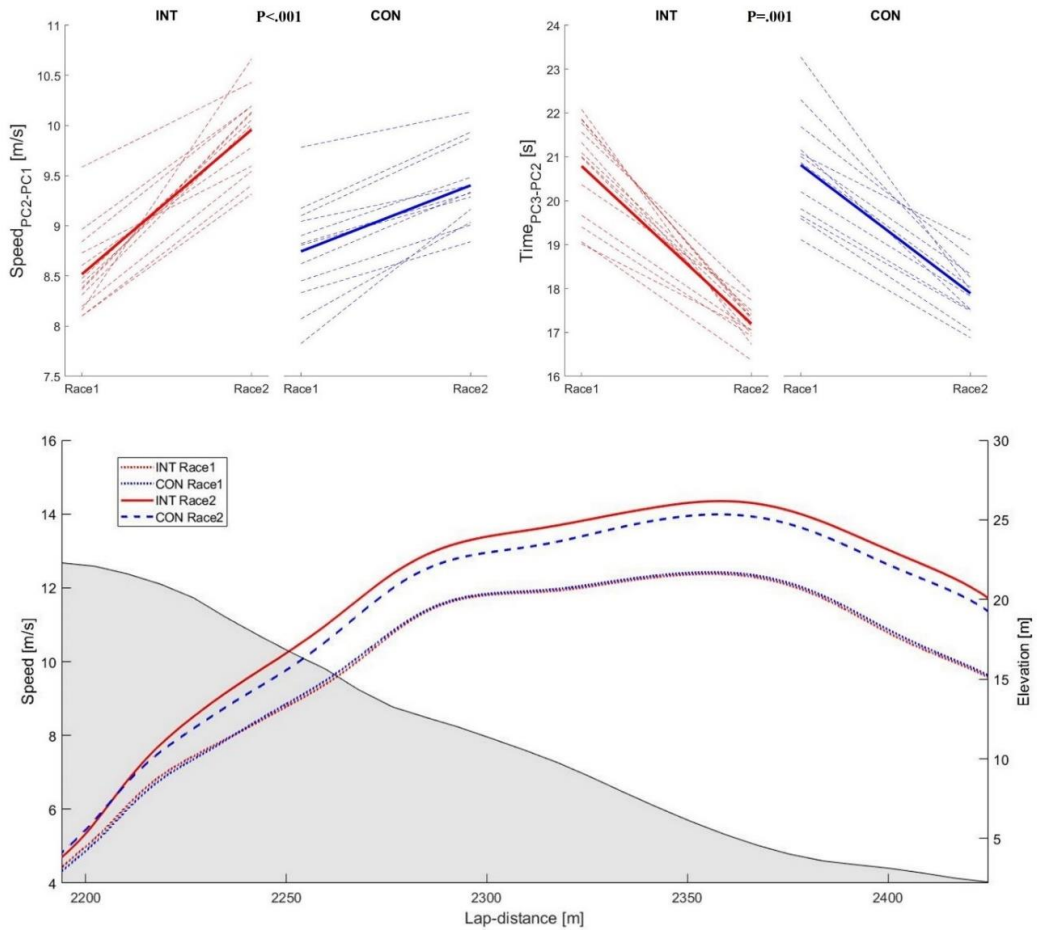 INT P<.001 CON
11
10.5
10
9.5
9
8.5
8
7.5
Speed_PC2-PC1 [m/s]
Race1 Race2 Race1 Race2
INT P=.001 CON
24
23
22
21
20
19
18
17
16
Time_PC3-PC2 [s]
Race1 Race2 Race1 Race2
16
14
12
10
8
6
4
Speed [m/s]
INT Race1
CON Race1
INT Race2
CON Race2
30
25
20
15
10
5
Elevation [m]
2200 2250 2300 2350 2400
Lap-distance [m]